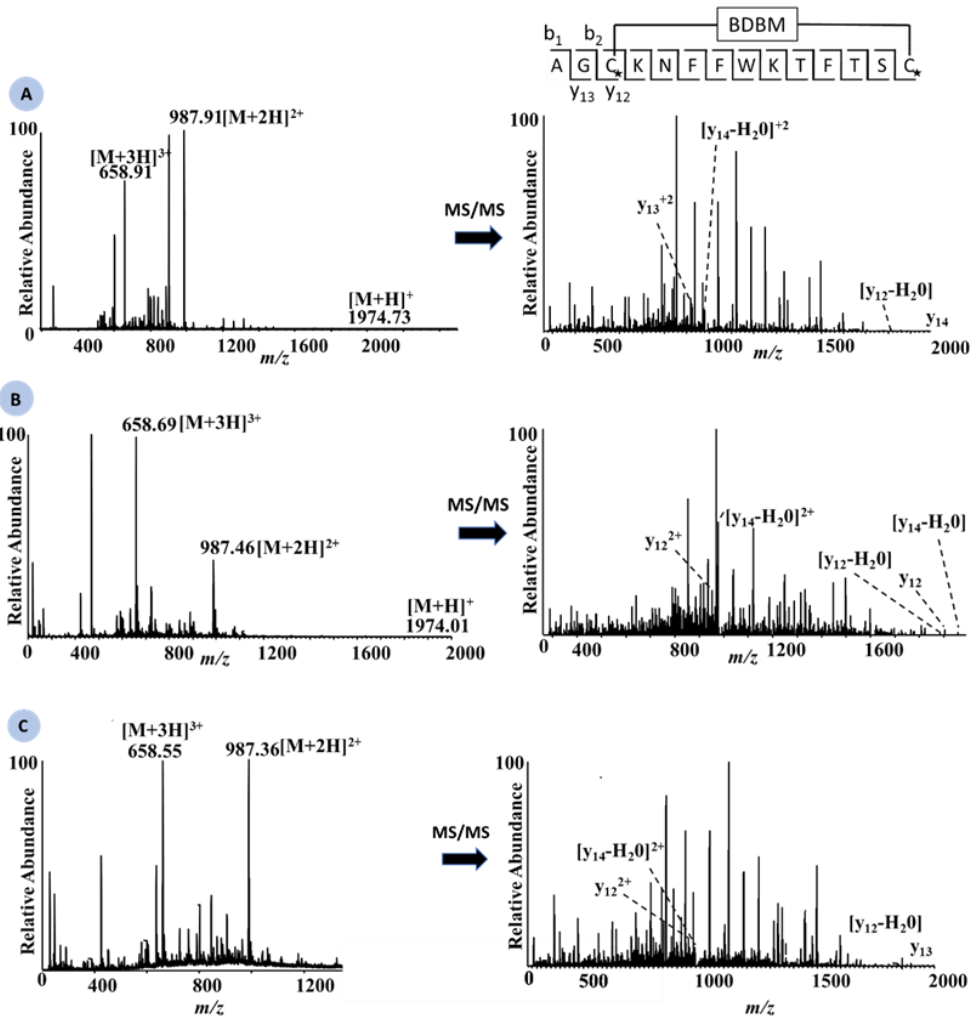 BDBM
b1 b2
A G C★ K N F F W K T F T S C★
y13 y12
A
100
987.91[M+2H]2+
[M+3H]3+
658.91
[M+H]+
1974.73
Relative Abundance
0
400 800 1200 1600 2000
m/z
MS/MS
100
[y14-H20]+2
y13+2
[y12-H20]
y14
Relative Abundance
0 500 1000 1500 2000
m/z
B
100
658.69[M+3H]3+
987.46[M+2H]2+
[M+H]+
1974.01
Relative Abundance
0 400 800 1200 1600 2000
m/z
MS/MS
100
[y14-H20]2+
y122+
[y14-H20]
[y12-H20]
y12
Relative Abundance
0 400 800 1200 1600
m/z
C
[M+3H]3+
658.55
987.36[M+2H]2+
100
Relative Abundance
0 400 800 1200
m/z
MS/MS
100
[y14-H20]2+
y122+
[y12-H20]
y13
Relative Abundance
0 500 1000 1500 2000
m/z